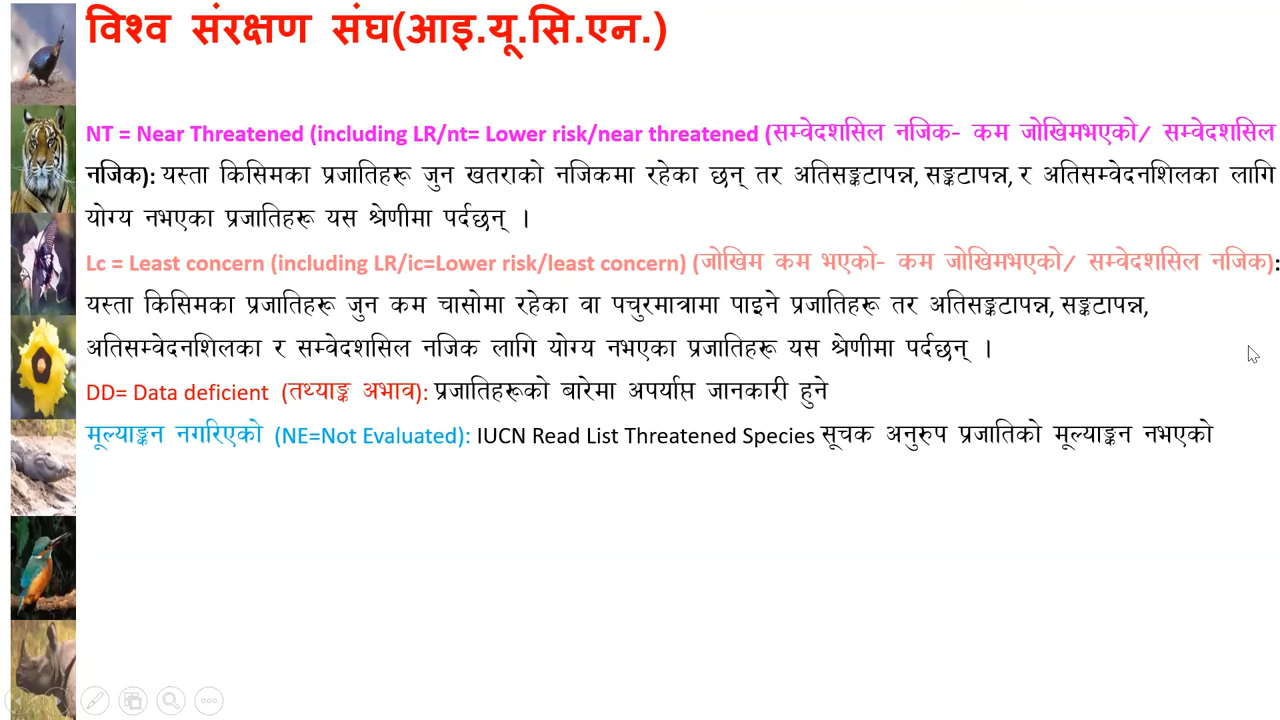 विश्व संरक्षण संघ(आइ.यू.सि.एन.)
NT = Near Threatened (including LR/nt= Lower risk/near threatened (सम्वेदशसिल नजिक- कम जोखिमभएको/ सम्वेदशसिल
नजिक): यस्ता किसिमका प्रजातिहरू जुन खतराको नजिकमा रहेका छन् तर अतिसङ्कटापन्न, सङ्कटापन्न, र अतिसम्वेदनशिलका लागि
योग्य नभएका प्रजातिहरू यस श्रेणीमा पर्दछन् ।
Lc = Least concern (including LR/ic=Lower risk/least concern) (जोखिम कम भएको- कम जोखिमभएको/ सम्वेदशसिल नजिक):
यस्ता किसिमका प्रजातिहरू जुन कम चासोमा रहेका वा पचुरमात्रामा पाइने प्रजातिहरू तर अतिसङ्कटापन्न, सङ्कटापन्न,
अतिसम्वेदनशिलका र सम्वेदशसिल नजिक लागि योग्य नभएका प्रजातिहरू यस श्रेणीमा पर्दछन् ।
DD= Data deficient (तथ्याङ्क अभाव): प्रजातिहरूको बारेमा अपर्याप्त जानकारी हुने
मूल्याङ्कन नगरिएको (NE=Not Evaluated): IUCN Read List Threatened Species सूचक अनुरुप प्रजातिको मूल्याङ्कन नभएको